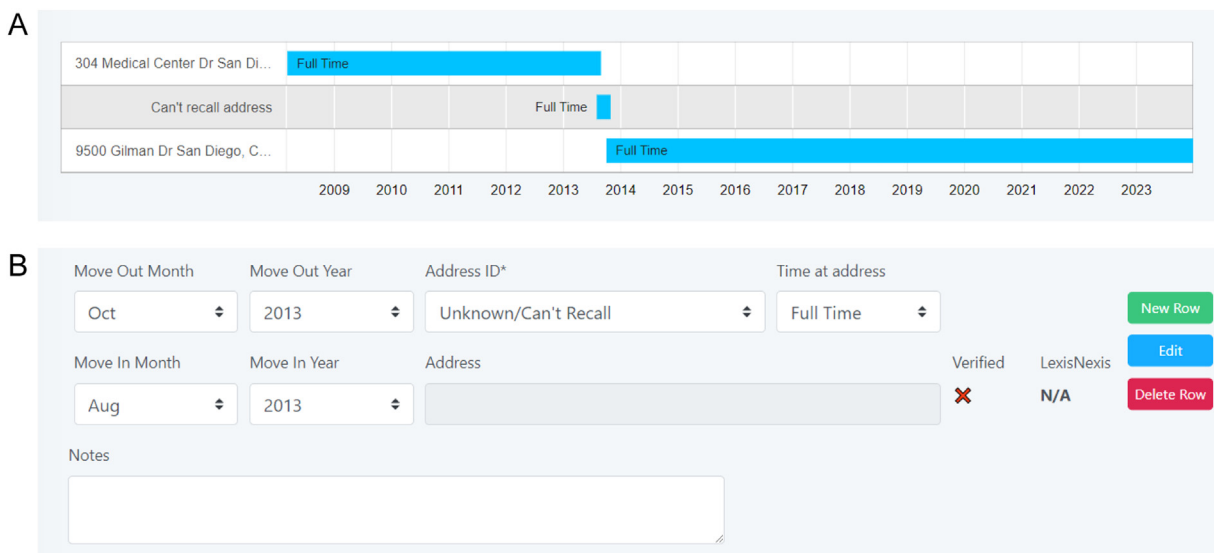 A
304 Medical Center Dr San Di... Full Time
Can't recall address Full Time
9500 Gilman Dr San Diego, C... Full Time
2009 2010 2011 2012 2013 2014 2015 2016 2017 2018 2019 2020 2021 2022 2023
B
Move Out Month Move Out Year Address ID* Time at address
Oct 2013 Unknown/Can't Recall Full Time New Row
Move In Month Move In Year Address Verified LexisNexis Edit
Aug 2013 N/A Delete Row
Notes